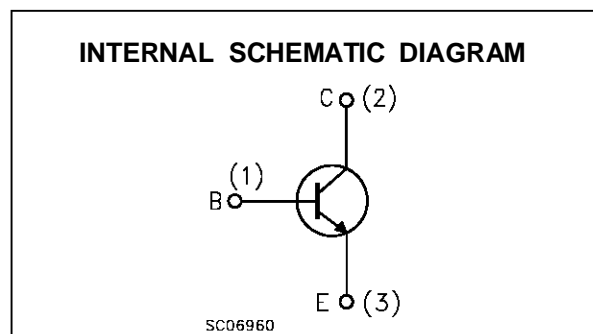 INTERNAL SCHEMATIC DIAGRAM
C (2)
(1)
B
E (3)
SC06960